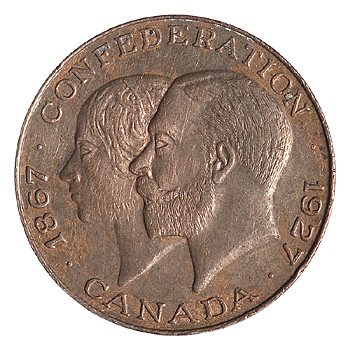 1867 · CONFEDERATION · 1927
· CANADA ·